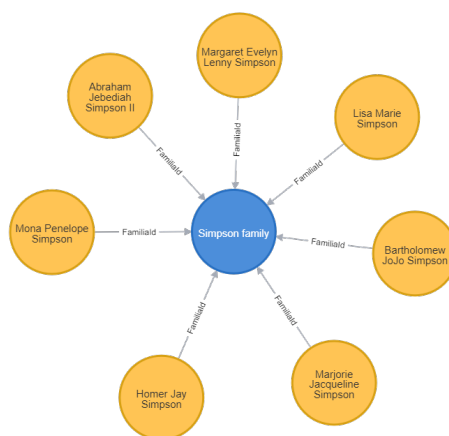 Margaret Evelyn
Lenny Simpson
Abraham
Jebediah
Simpson II
Lisa Marie
Simpson
FamiliaId
FamiliaId
FamiliaId
Mona Penelope
Simpson
FamiliaId
Simpson family
FamiliaId
Bartholomew
JoJo Simpson
FamiliaId
FamiliaId
Homer Jay
Simpson
Marjorie
Jacqueline
Simpson